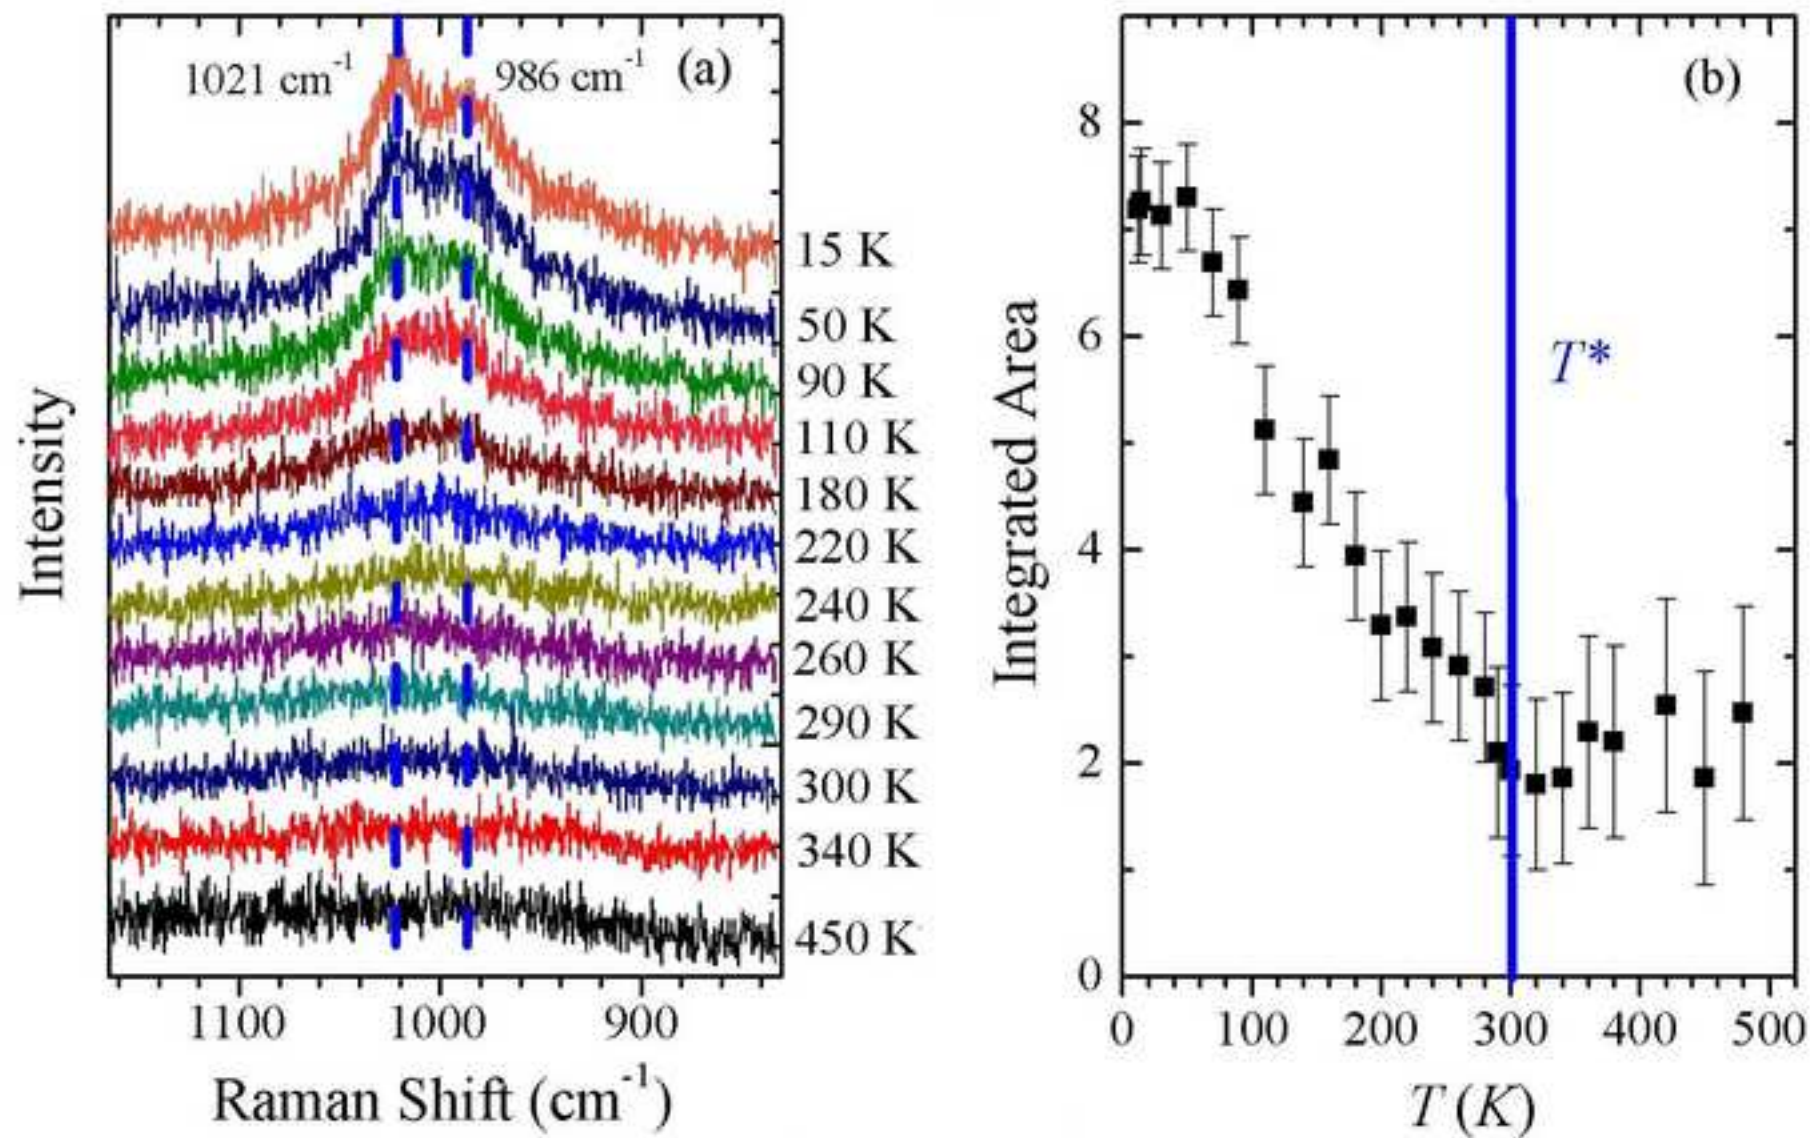 1021 cm⁻¹
986 cm⁻¹
(a)
15 K
50 K
90 K
110 K
180 K
220 K
240 K
260 K
290 K
300 K
340 K
450 K
Intensity
1100
1000
900
Raman Shift (cm⁻¹)
(b)
8
6
4
2
0
T*
Integrated Area
0
100
200
300
400
500
T (K)